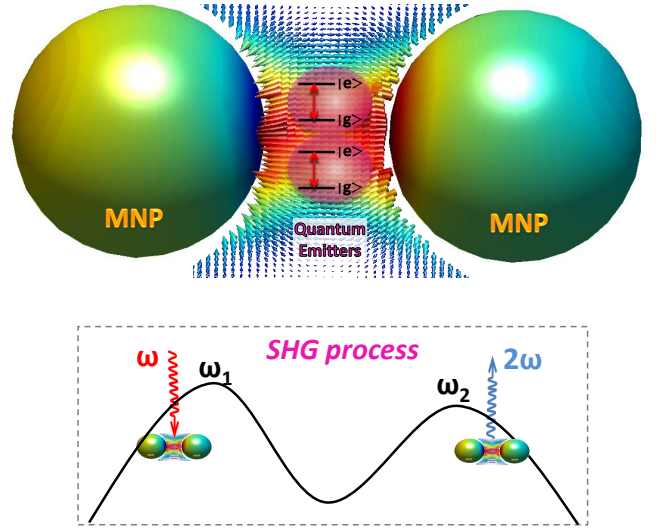 |e>
|g>
|e>
|g>
MNP
MNP
Quantum
Emitters
SHG process
ω
ω₁
ω₂
2ω